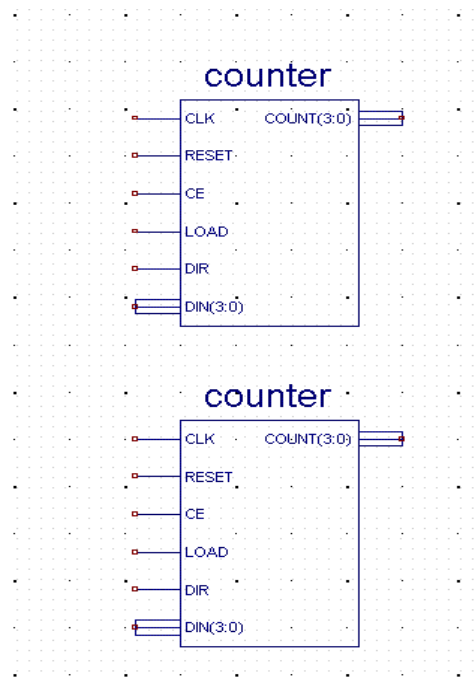 counter
CLK COUNT(3:0)
RESET
CE
LOAD
DIR
DIN(3:0)
counter
CLK COUNT(3:0)
RESET
CE
LOAD
DIR
DIN(3:0)